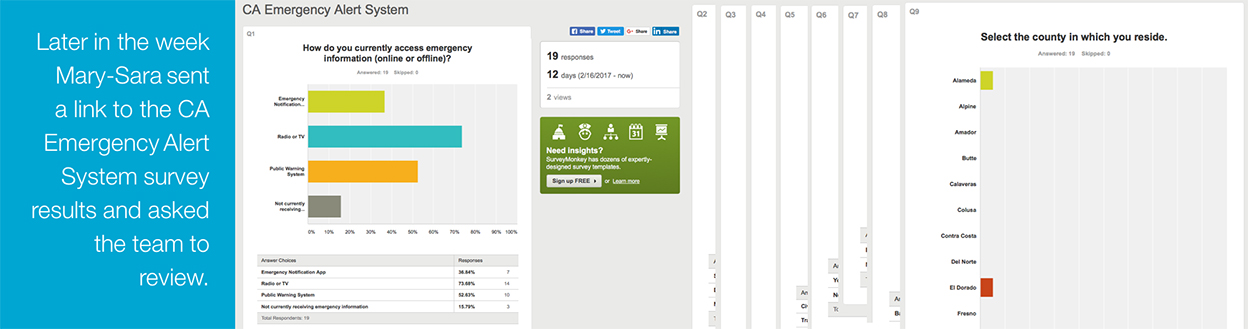 Later in the week
Mary-Sara sent
a link to the CA
Emergency Alert
System survey
results and asked
the team to
review.
CA Emergency Alert System
Share
Tweet
Share
Share
Q1
How do you currently access emergency
information (online or offline)?
Answered: 19 Skipped: 0
Emergency
Notification...
Radio or TV
Public Warning
System
Not currently
receiving...
0% 10% 20% 30% 40% 50% 60% 70% 80% 90% 100%
Answer Choices Responses
Emergency Notification App 36.84% 7
Radio or TV 73.68% 14
Public Warning System 52.63% 10
Not currently receiving emergency information 15.79% 3
Total Respondents: 19
19 responses
12 days (2/16/2017 - now)
2 views
31
Need insights?
SurveyMonkey has dozens of expertly-
designed survey templates.
Sign up FREE or Learn more
Q2
Q3
Q4
Q5
Q6
Q7
Q8
Q9
Select the county in which you reside.
Answered: 19 Skipped: 0
Alameda
Alpine
Amador
Butte
Calaveras
Colusa
Contra Costa
Del Norte
El Dorado
Fresno